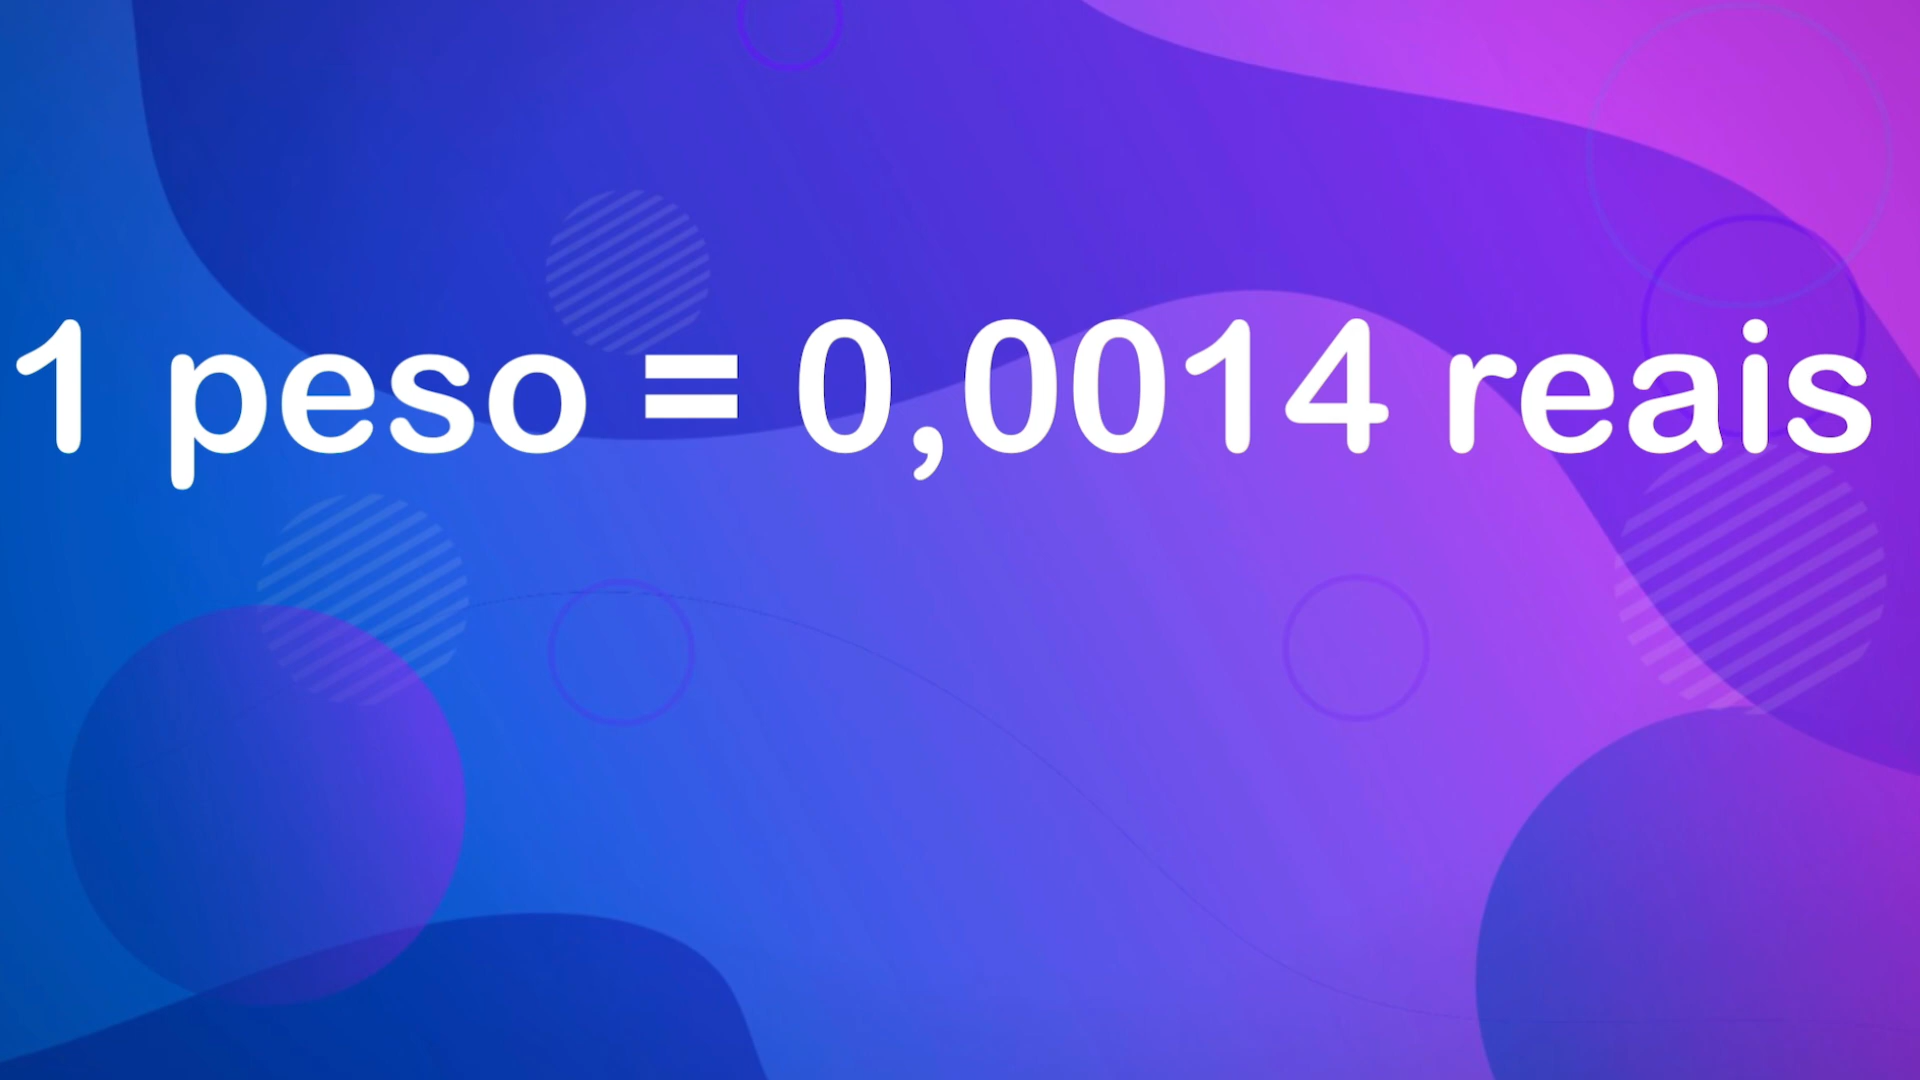 1 peso = 0,0014 reais